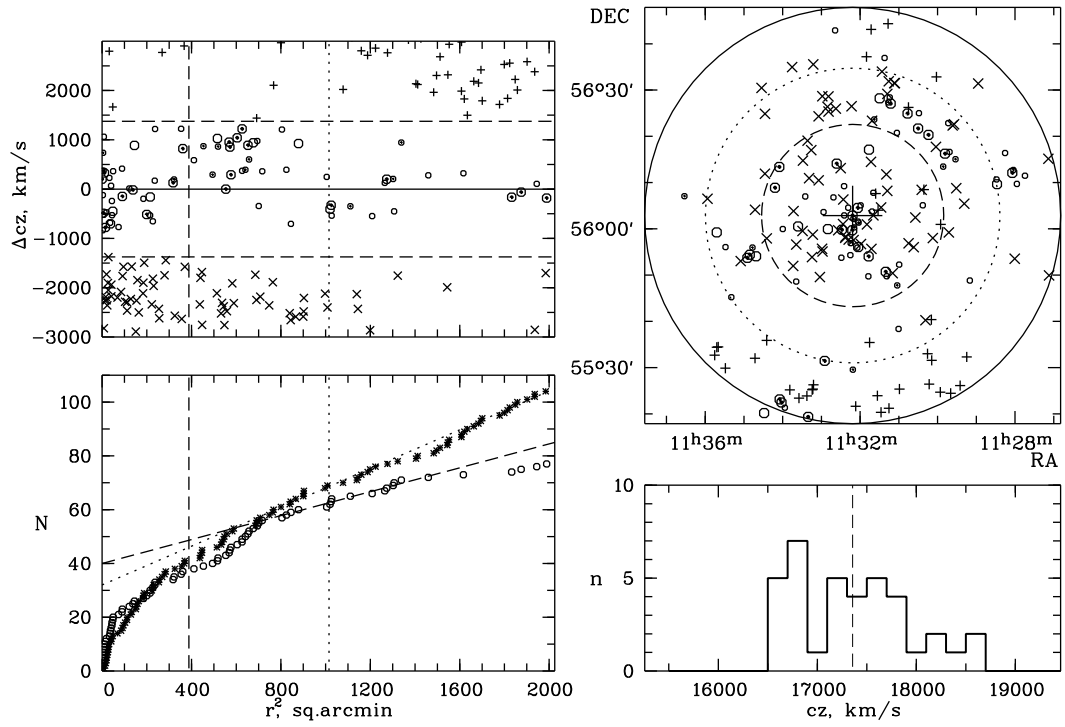 Δcz, km/s
2000
1000
0
−1000
−2000
−3000
N
100
80
60
40
20
0
0
400
800
1200
1600
2000
r,² sq.arcmin
DEC
56°30′
56°00′
55°30′
11ʰ36ᵐ
11ʰ32ᵐ
11ʰ28ᵐ
RA
n
10
5
0
16000
17000
18000
19000
cz, km/s